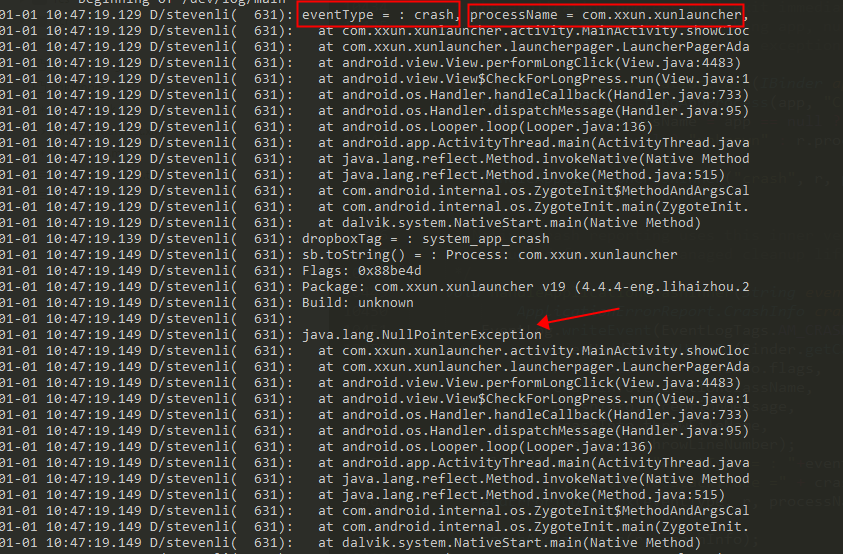 beginning of /dev/log/main
01-01 10:47:19.129 D/stevenli(  631): eventType = : crash, processName = com.xxun.xunlauncher,
01-01 10:47:19.129 D/stevenli(  631):   at com.xxun.xunlauncher.activity.MainActivity.showCloc
01-01 10:47:19.129 D/stevenli(  631):   at com.xxun.xunlauncher.launcherpager.LauncherPagerAda
01-01 10:47:19.129 D/stevenli(  631):   at android.view.View.performLongClick(View.java:4483)
01-01 10:47:19.129 D/stevenli(  631):   at android.view.View$CheckForLongPress.run(View.java:1
01-01 10:47:19.129 D/stevenli(  631):   at android.os.Handler.handleCallback(Handler.java:733)
01-01 10:47:19.129 D/stevenli(  631):   at android.os.Handler.dispatchMessage(Handler.java:95)
01-01 10:47:19.129 D/stevenli(  631):   at android.os.Looper.loop(Looper.java:136)
01-01 10:47:19.129 D/stevenli(  631):   at android.app.ActivityThread.main(ActivityThread.java
01-01 10:47:19.129 D/stevenli(  631):   at java.lang.reflect.Method.invokeNative(Native Method
01-01 10:47:19.129 D/stevenli(  631):   at java.lang.reflect.Method.invoke(Method.java:515)
01-01 10:47:19.129 D/stevenli(  631):   at com.android.internal.os.ZygoteInit$MethodAndArgsCal
01-01 10:47:19.129 D/stevenli(  631):   at com.android.internal.os.ZygoteInit.main(ZygoteInit.
01-01 10:47:19.129 D/stevenli(  631):   at dalvik.system.NativeStart.main(Native Method)
01-01 10:47:19.139 D/stevenli(  631): dropboxTag = : system_app_crash
01-01 10:47:19.149 D/stevenli(  631): sb.toString() = : Process: com.xxun.xunlauncher
01-01 10:47:19.149 D/stevenli(  631): Flags: 0x88be4d
01-01 10:47:19.149 D/stevenli(  631): Package: com.xxun.xunlauncher v19 (4.4.4-eng.lihaizhou.2
01-01 10:47:19.149 D/stevenli(  631): Build: unknown
01-01 10:47:19.149 D/stevenli(  631):
01-01 10:47:19.149 D/stevenli(  631): java.lang.NullPointerException
01-01 10:47:19.149 D/stevenli(  631):   at com.xxun.xunlauncher.activity.MainActivity.showCloc
01-01 10:47:19.149 D/stevenli(  631):   at com.xxun.xunlauncher.launcherpager.LauncherPagerAda
01-01 10:47:19.149 D/stevenli(  631):   at android.view.View.performLongClick(View.java:4483)
01-01 10:47:19.149 D/stevenli(  631):   at android.view.View$CheckForLongPress.run(View.java:1
01-01 10:47:19.149 D/stevenli(  631):   at android.os.Handler.handleCallback(Handler.java:733)
01-01 10:47:19.149 D/stevenli(  631):   at android.os.Handler.dispatchMessage(Handler.java:95)
01-01 10:47:19.149 D/stevenli(  631):   at android.os.Looper.loop(Looper.java:136)
01-01 10:47:19.149 D/stevenli(  631):   at android.app.ActivityThread.main(ActivityThread.java
01-01 10:47:19.149 D/stevenli(  631):   at java.lang.reflect.Method.invokeNative(Native Method
01-01 10:47:19.149 D/stevenli(  631):   at java.lang.reflect.Method.invoke(Method.java:515)
01-01 10:47:19.149 D/stevenli(  631):   at com.android.internal.os.ZygoteInit$MethodAndArgsCal
01-01 10:47:19.149 D/stevenli(  631):   at com.android.internal.os.ZygoteInit.main(ZygoteInit.
01-01 10:47:19.149 D/stevenli(  631):   at dalvik.system.NativeStart.main(Native Method)